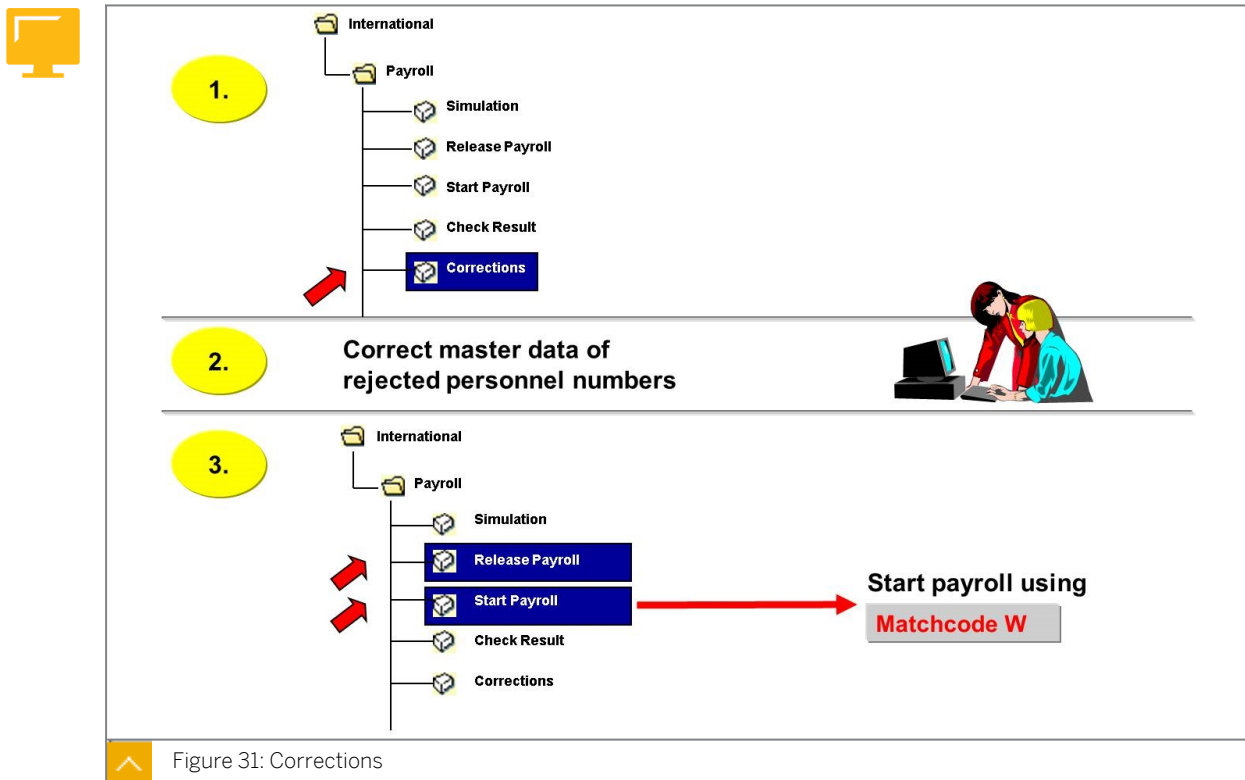 International
Payroll
1.
Simulation
Release Payroll
Start Payroll
Check Result
Corrections
2.
Correct master data of
rejected personnel numbers
International
3.
Payroll
Simulation
Release Payroll
Start Payroll
Check Result
Corrections
Start payroll using
Matchcode W
Figure 31: Corrections